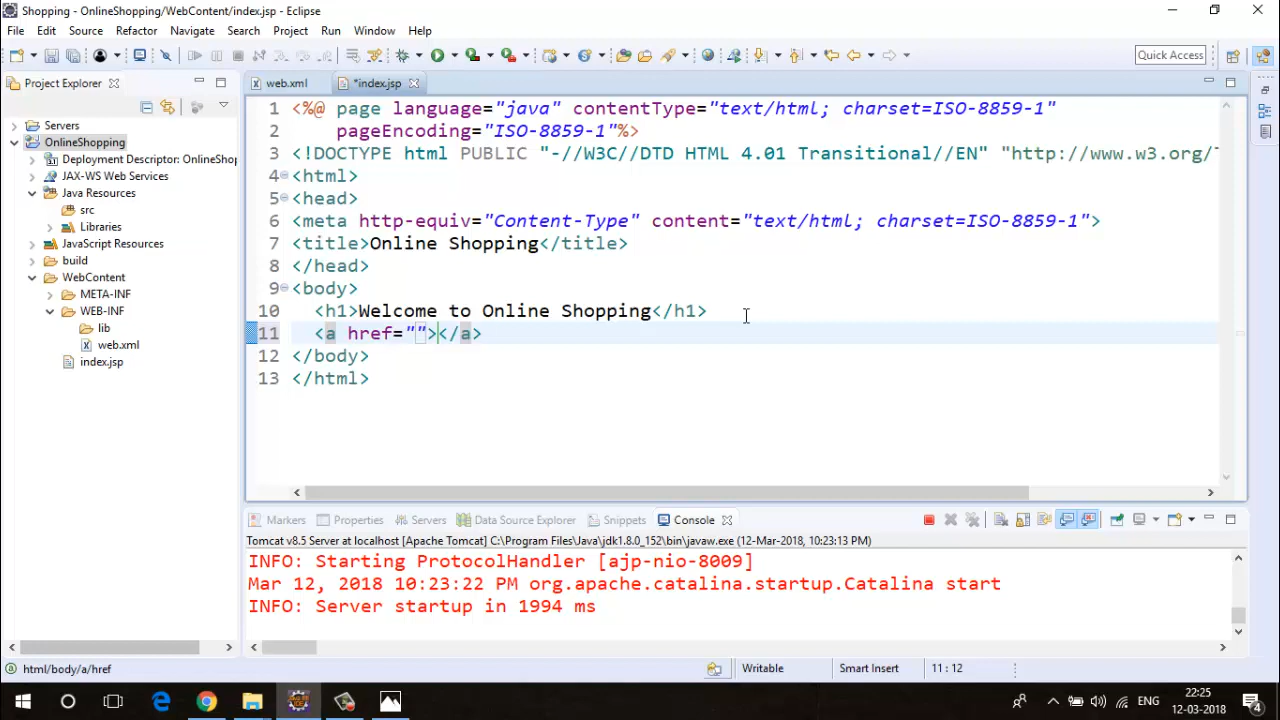 Shopping - OnlineShopping/WebContent/index.jsp - Eclipse
File Edit Source Refactor Navigate Search Project Run Window Help
Quick Access
Project Explorer
Servers
OnlineShopping
Deployment Descriptor: OnlineShop
JAX-WS Web Services
Java Resources
src
Libraries
JavaScript Resources
build
WebContent
META-INF
WEB-INF
lib
web.xml
index.jsp
web.xml *index.jsp
1 <%@ page language="java" contentType="text/html; charset=ISO-8859-1"
2 pageEncoding="ISO-8859-1"%>
3 <!DOCTYPE html PUBLIC "-//W3C//DTD HTML 4.01 Transitional//EN" "http://www.w3.org/T
4 <html>
5 <head>
6 <meta http-equiv="Content-Type" content="text/html; charset=ISO-8859-1">
7 <title>Online Shopping</title>
8 </head>
9 <body>
10 <h1>Welcome to Online Shopping</h1>
11 <a href=""></a>
12 </body>
13 </html>
Markers Properties Servers Data Source Explorer Snippets Console
Tomcat v8.5 Server at localhost [Apache Tomcat] C:\Program Files\Java\jdk1.8.0_152\bin\javaw.exe (12-Mar-2018, 10:23:13 PM)
INFO: Starting ProtocolHandler [ajp-nio-8009]
Mar 12, 2018 10:23:22 PM org.apache.catalina.startup.Catalina start
INFO: Server startup in 1994 ms
html/body/a/href Writable Smart Insert 11 : 12
ENG 22:25
12-03-2018
4